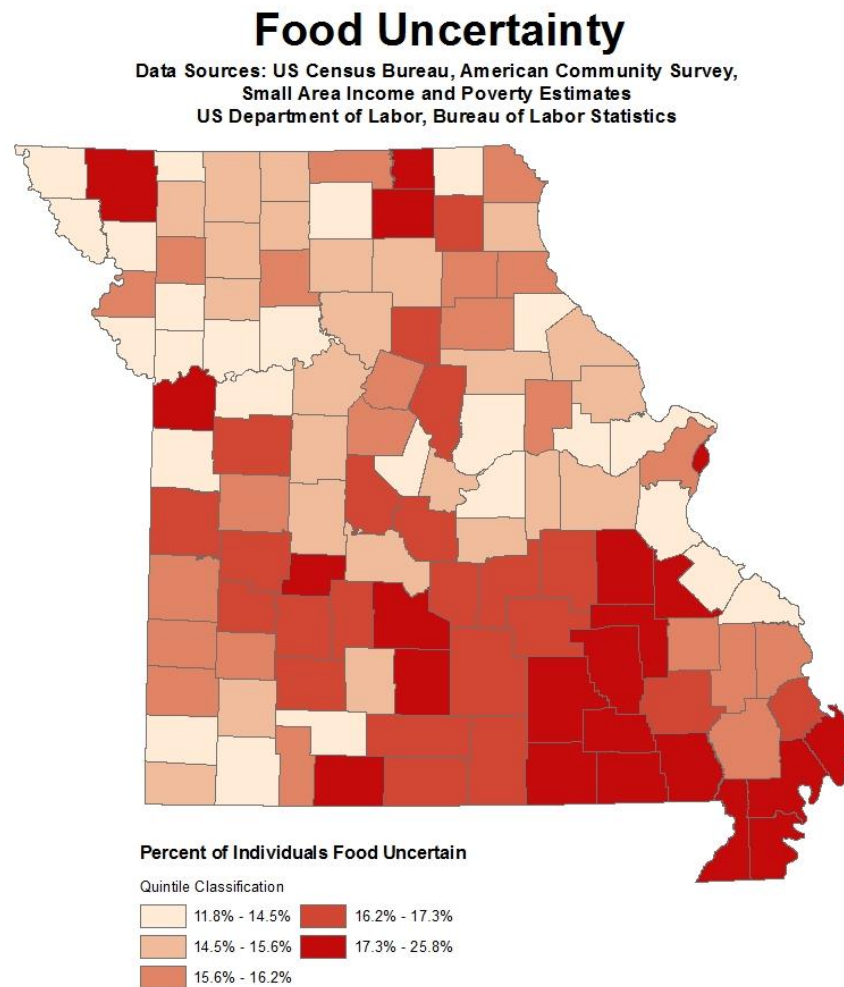 Food Uncertainty
Data Sources: US Census Bureau, American Community Survey,
Small Area Income and Poverty Estimates
US Department of Labor, Bureau of Labor Statistics
Percent of Individuals Food Uncertain
Quintile Classification
11.8% - 14.5%
14.5% - 15.6%
15.6% - 16.2%
16.2% - 17.3%
17.3% - 25.8%